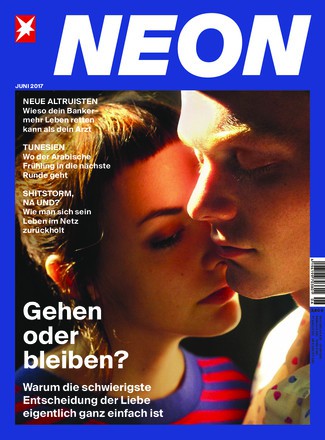 NEON
JUNI 2017
NEUE ALTRUISTEN
Wieso dein Banker
mehr Leben retten
kann als dein Arzt
TUNESIEN
Wo der Arabische
Frühling in die nächste
Runde geht
SHITSTORM,
NA UND?
Wie man sich sein
Leben im Netz
zurückholt
Gehen
oder
bleiben?
Warum die schwierigste
Entscheidung der Liebe
eigentlich ganz einfach ist